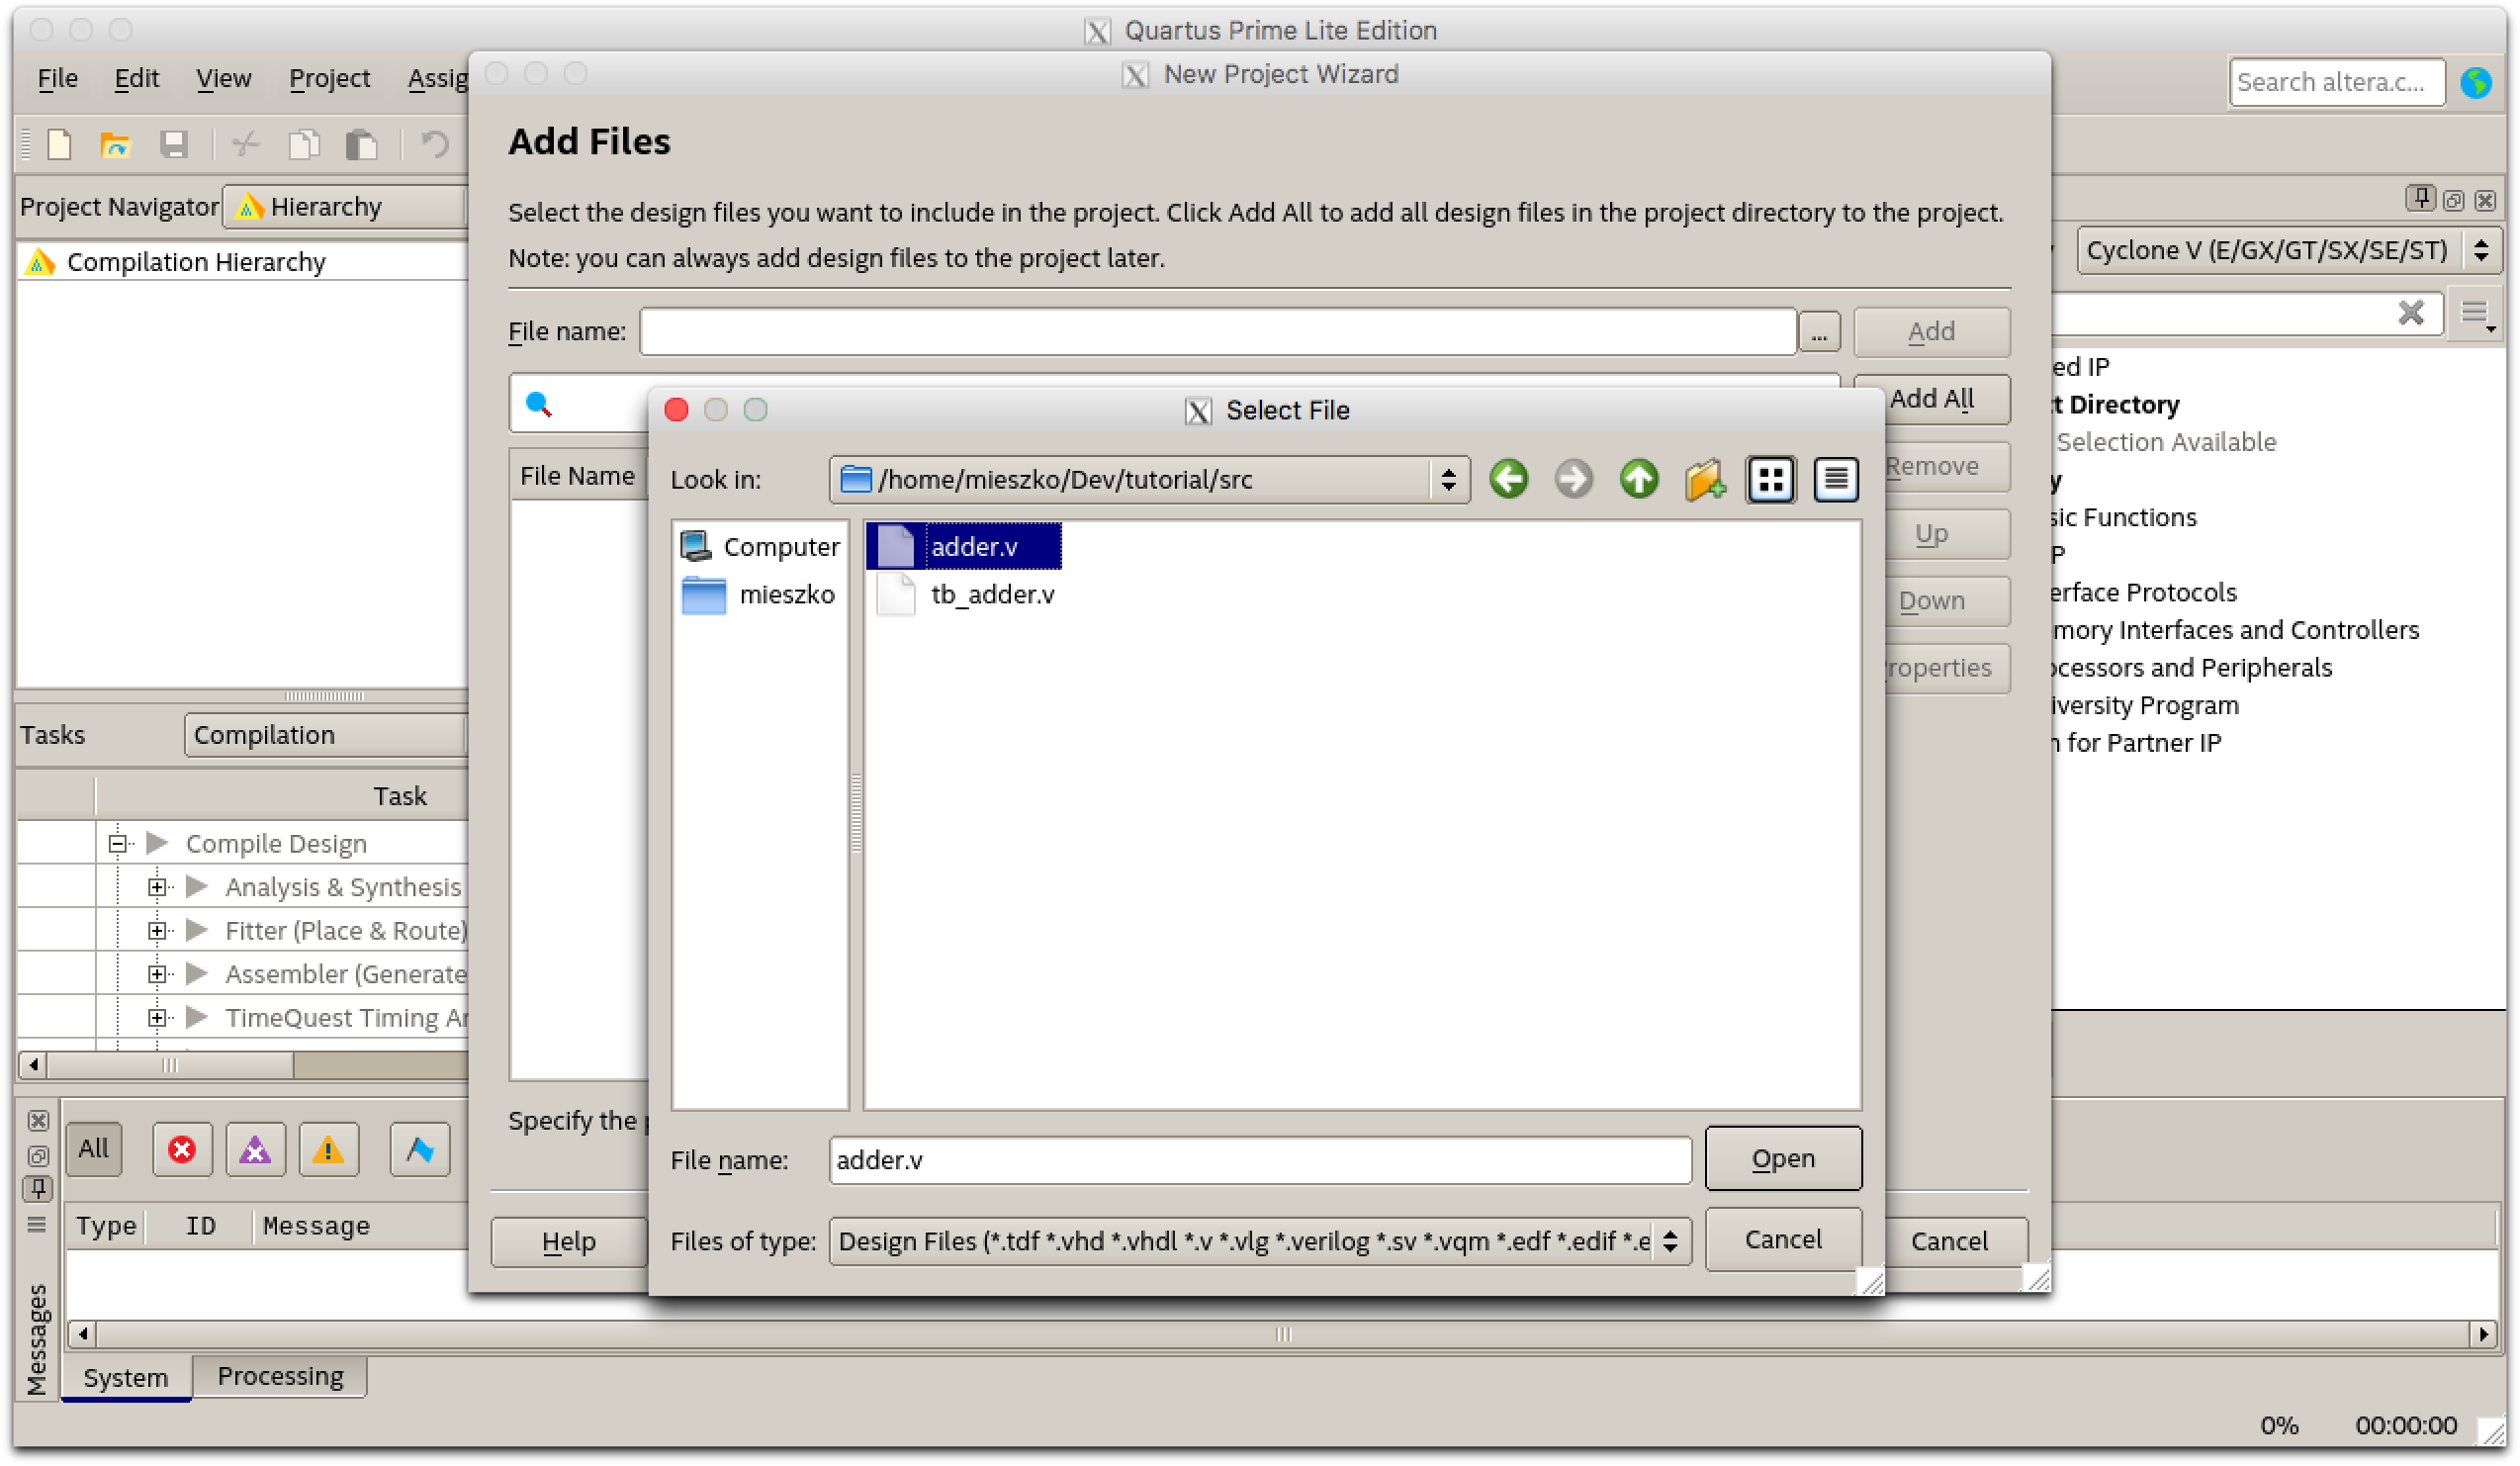 Quartus Prime Lite Edition
File Edit View Project Assig
New Project Wizard
Search altera.c...
Add Files
Project Navigator Hierarchy
Select the design files you want to include in the project. Click Add All to add all design files in the project directory to the project.
Note: you can always add design files to the project later.
Cyclone V (E/GX/GT/SX/SE/ST)
Compilation Hierarchy
File name: ... Add
Add All
Select File
File Name
Look in: /home/mieszko/Dev/tutorial/src
Remove
Computer
mieszko
adder.v
tb_adder.v
Up
Down
Properties
ed IP
t Directory
Selection Available
y
sic Functions
P
erface Protocols
mory Interfaces and Controllers
ocessors and Peripherals
iversity Program
n for Partner IP
Tasks Compilation
Task
Compile Design
Analysis & Synthesis
Fitter (Place & Route)
Assembler (Generate
TimeQuest Timing A
Specify the
File name: adder.v Open
Files of type: Design Files (*.tdf *.vhd *.vhdl *.v *.vlg *.verilog *.sv *.vqm *.edf *.edif *.e Cancel
Help
Cancel
All
Type ID Message
Messages
System Processing
0% 00:00:00